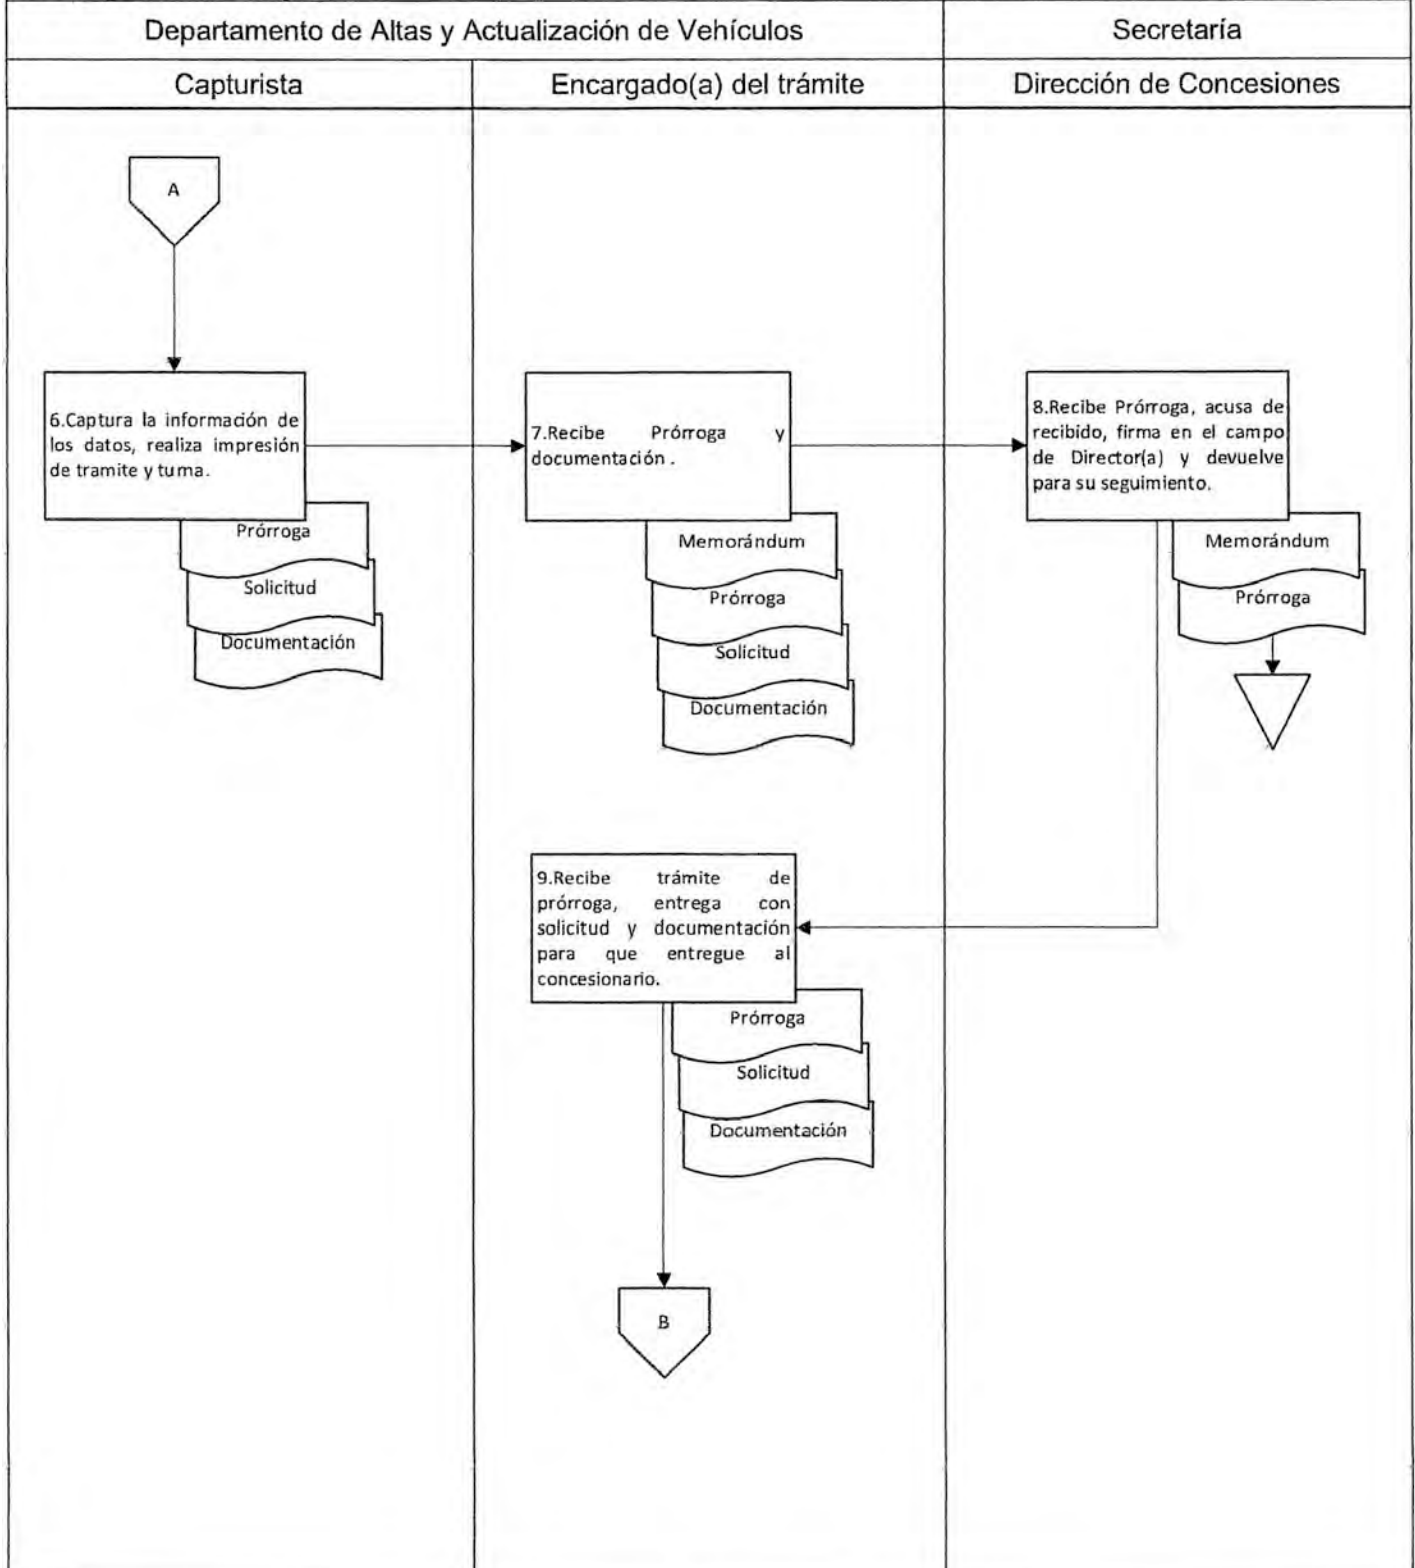 Departamento de Altas y Actualización de Vehículos
Secretaría
Capturista
Encargado(a) del trámite
Dirección de Concesiones
A
6.Captura la información de
los datos, realiza impresión
de tramite y turna.
Prórroga
Solicitud
Documentación
7.Recibe Prórroga y
documentación .
Memorándum
Prórroga
Solicitud
Documentación
8.Recibe Prórroga, acusa de
recibido, firma en el campo
de Director(a) y devuelve
para su seguimiento.
Memorándum
Prórroga
9.Recibe trámite de
prórroga, entrega con
solicitud y documentación
para que entregue al
concesionario.
Prórroga
Solicitud
Documentación
B